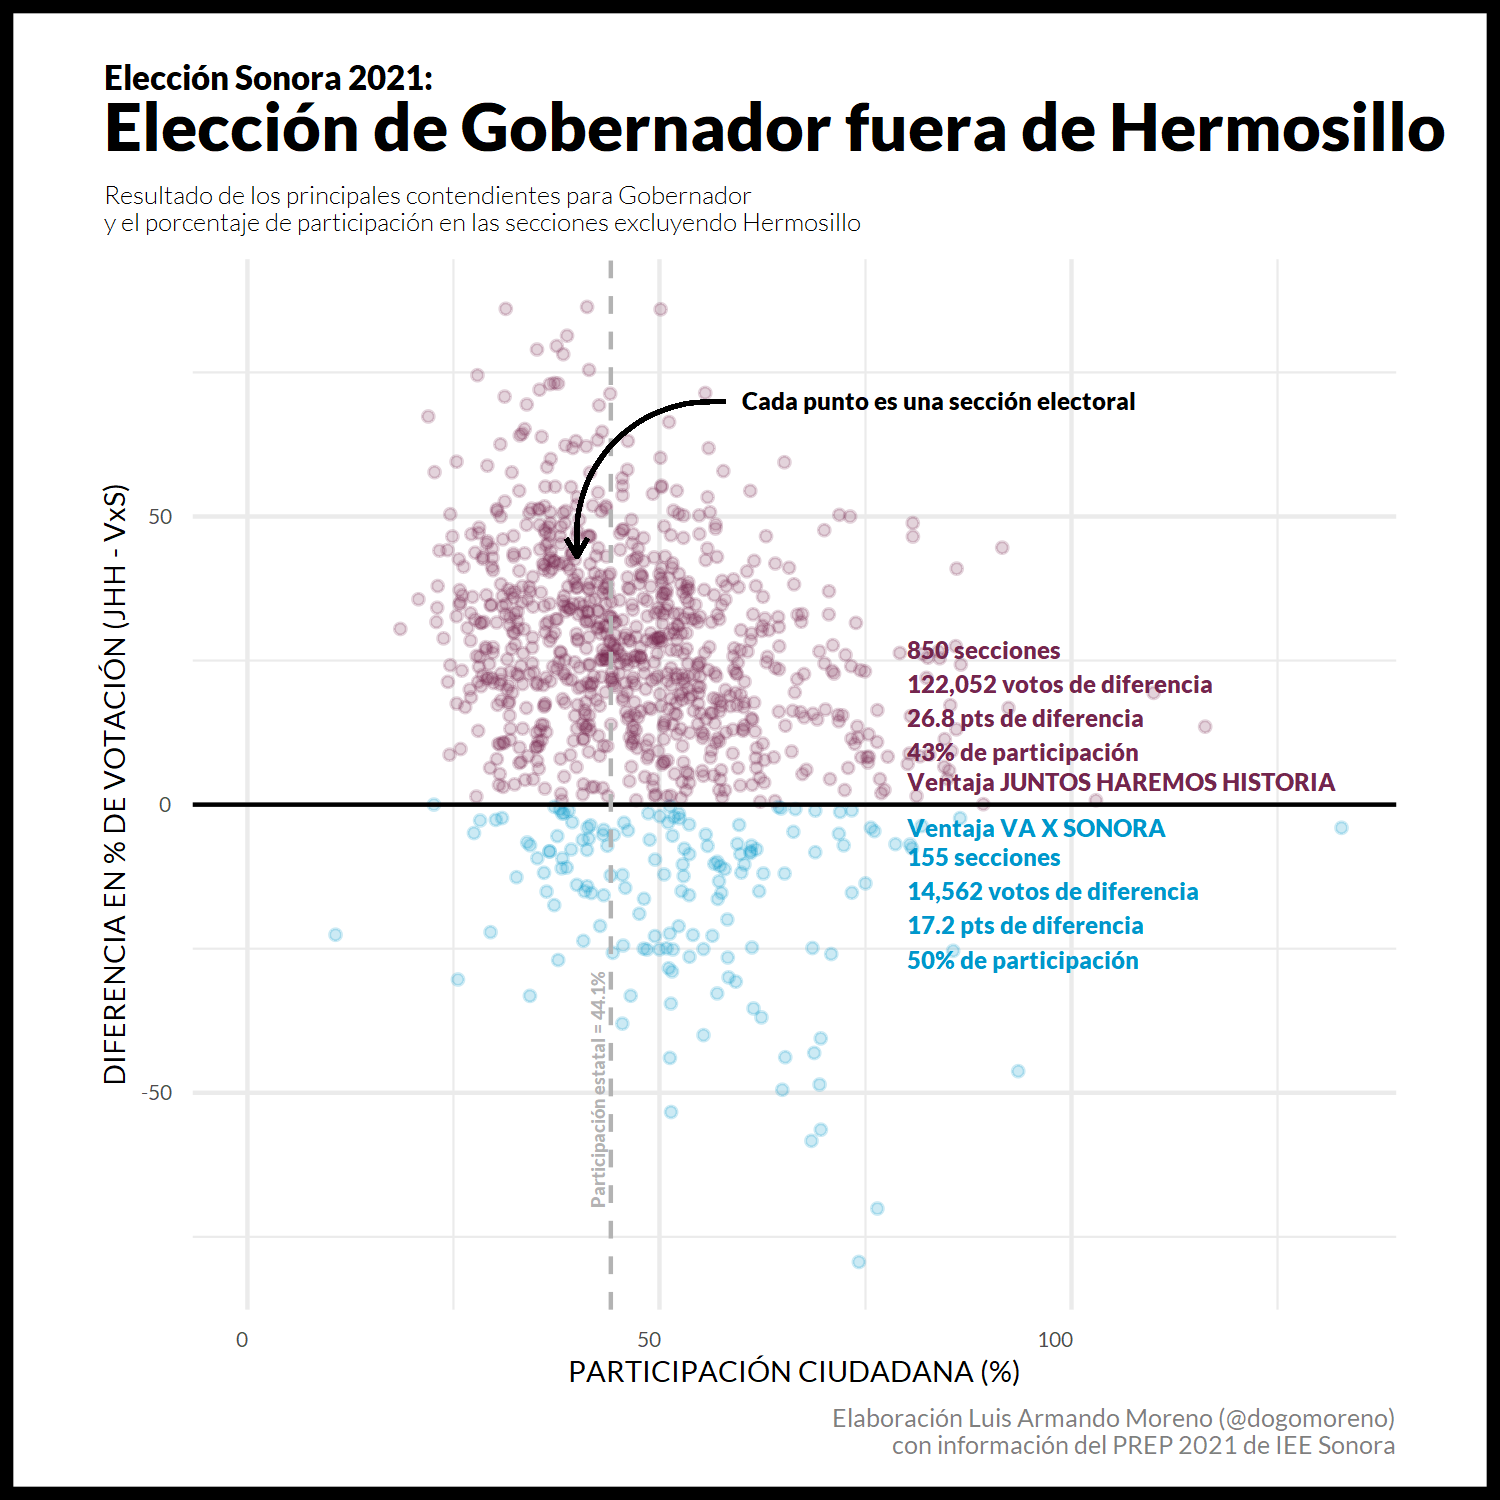 Elección Sonora 2021:
Elección de Gobernador fuera de Hermosillo
Resultado de los principales contendientes para Gobernador
y el porcentaje de participación en las secciones excluyendo Hermosillo
Cada punto es una sección electoral
DIFERENCIA EN % DE VOTACIÓN (JHH - VxS)
50
0
-50
850 secciones
122,052 votos de diferencia
26.8 pts de diferencia
43% de participación
Ventaja JUNTOS HAREMOS HISTORIA
Ventaja VA X SONORA
155 secciones
14,562 votos de diferencia
17.2 pts de diferencia
50% de participación
Participación estatal = 44.1%
0
50
100
PARTICIPACIÓN CIUDADANA (%)
Elaboración Luis Armando Moreno (@dogomoreno)
con información del PREP 2021 de IEE Sonora